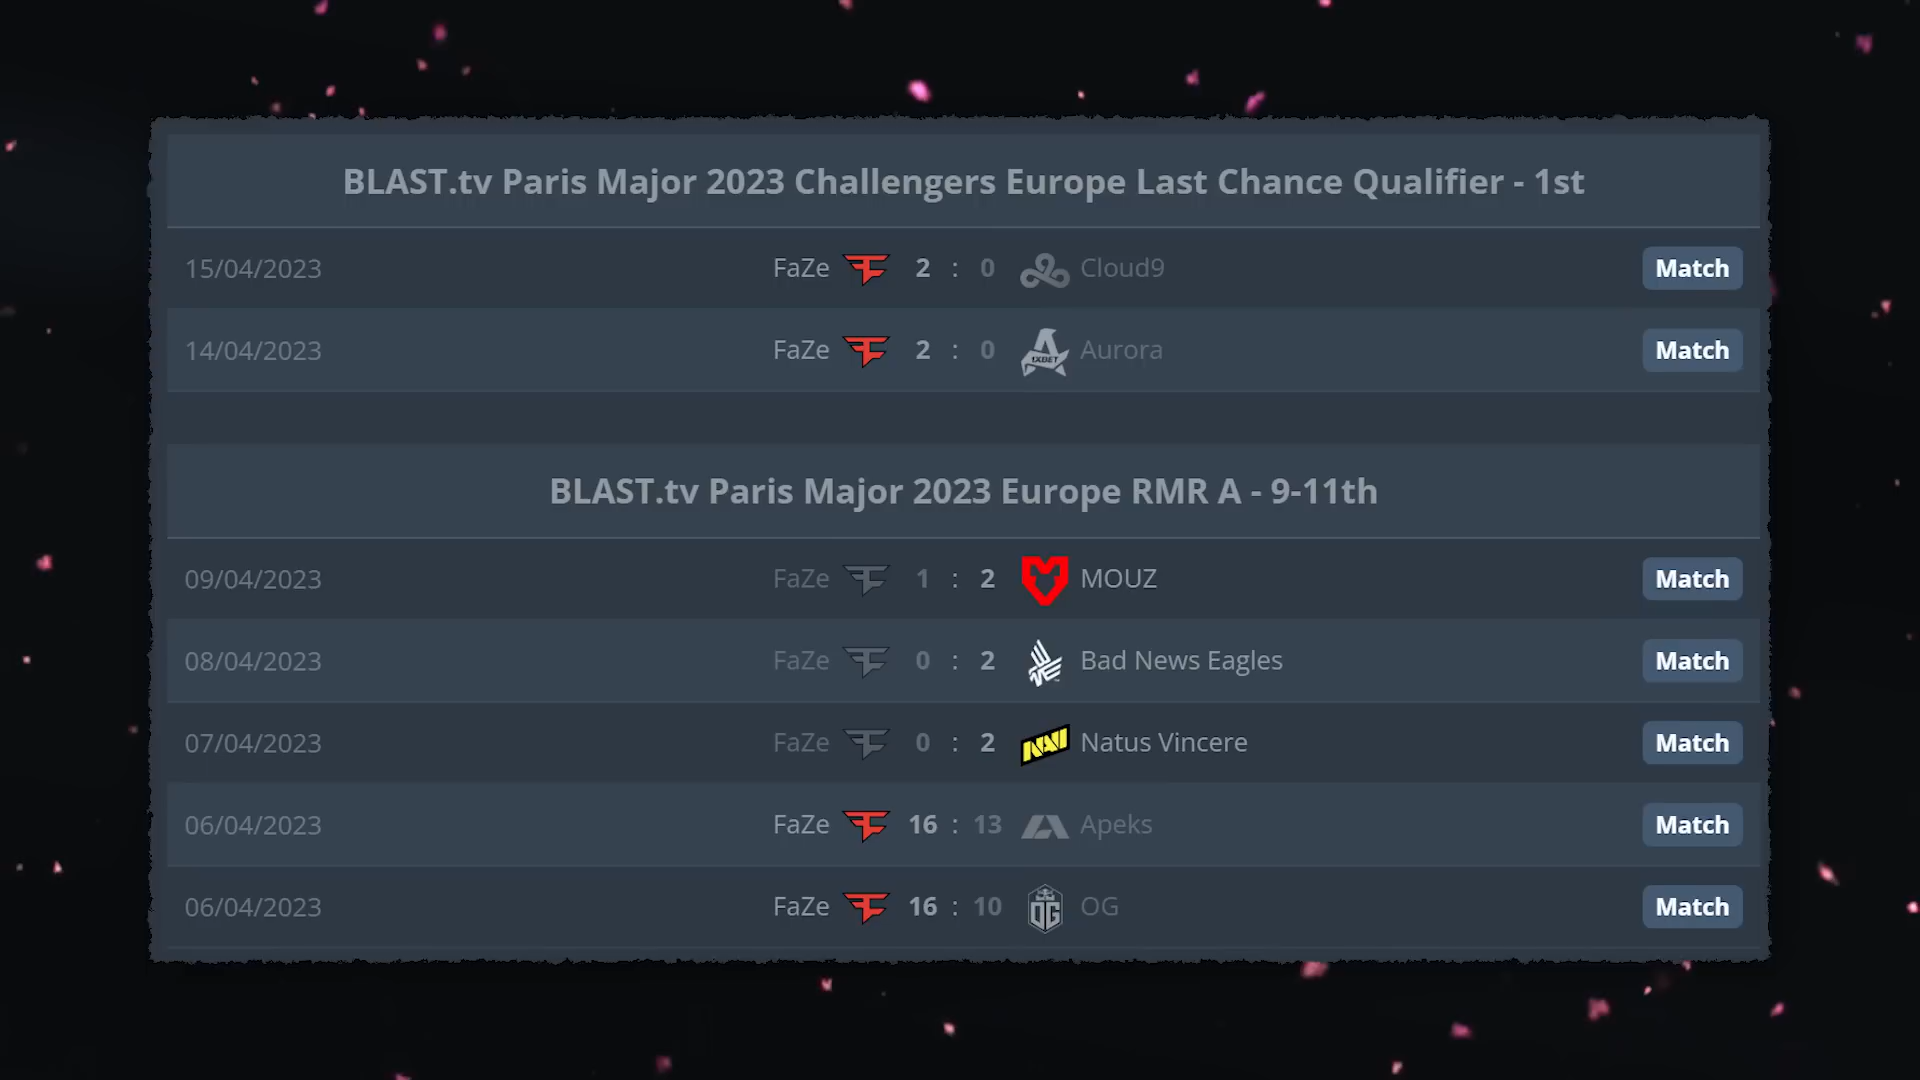 BLAST.tv Paris Major 2023 Challengers Europe Last Chance Qualifier - 1st
15/04/2023 FaZe 2 : 0 Cloud9 Match
14/04/2023 FaZe 2 : 0 1XBET Aurora Match
BLAST.tv Paris Major 2023 Europe RMR A - 9-11th
09/04/2023 FaZe 1 : 2 MOUZ Match
08/04/2023 FaZe 0 : 2 Bad News Eagles Match
07/04/2023 FaZe 0 : 2 NAVI Natus Vincere Match
06/04/2023 FaZe 16 : 13 Apeks Match
06/04/2023 FaZe 16 : 10 OG OG Match